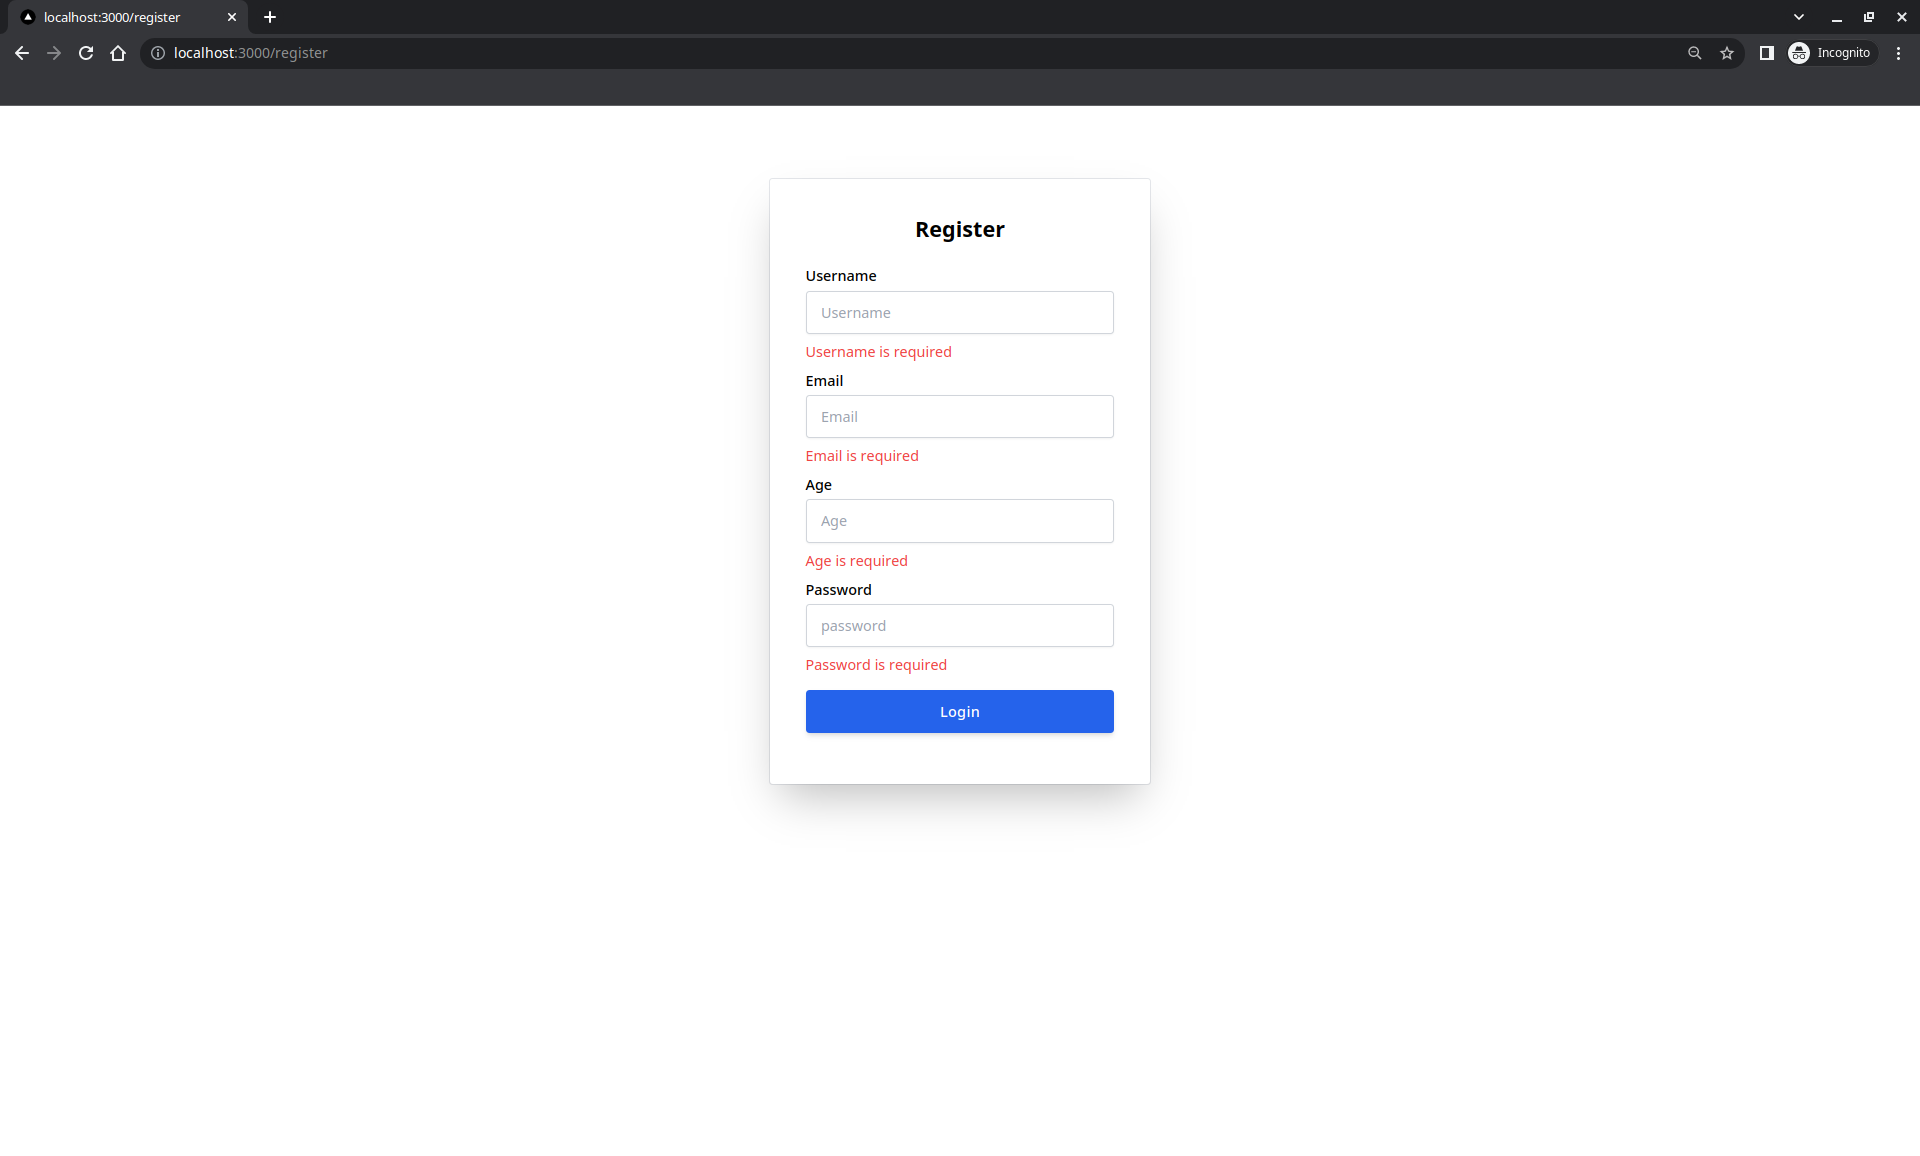 localhost:3000/register
localhost:3000/register
Incognito
Register
Username
Username
Username is required
Email
Email
Email is required
Age
Age
Age is required
Password
password
Password is required
Login